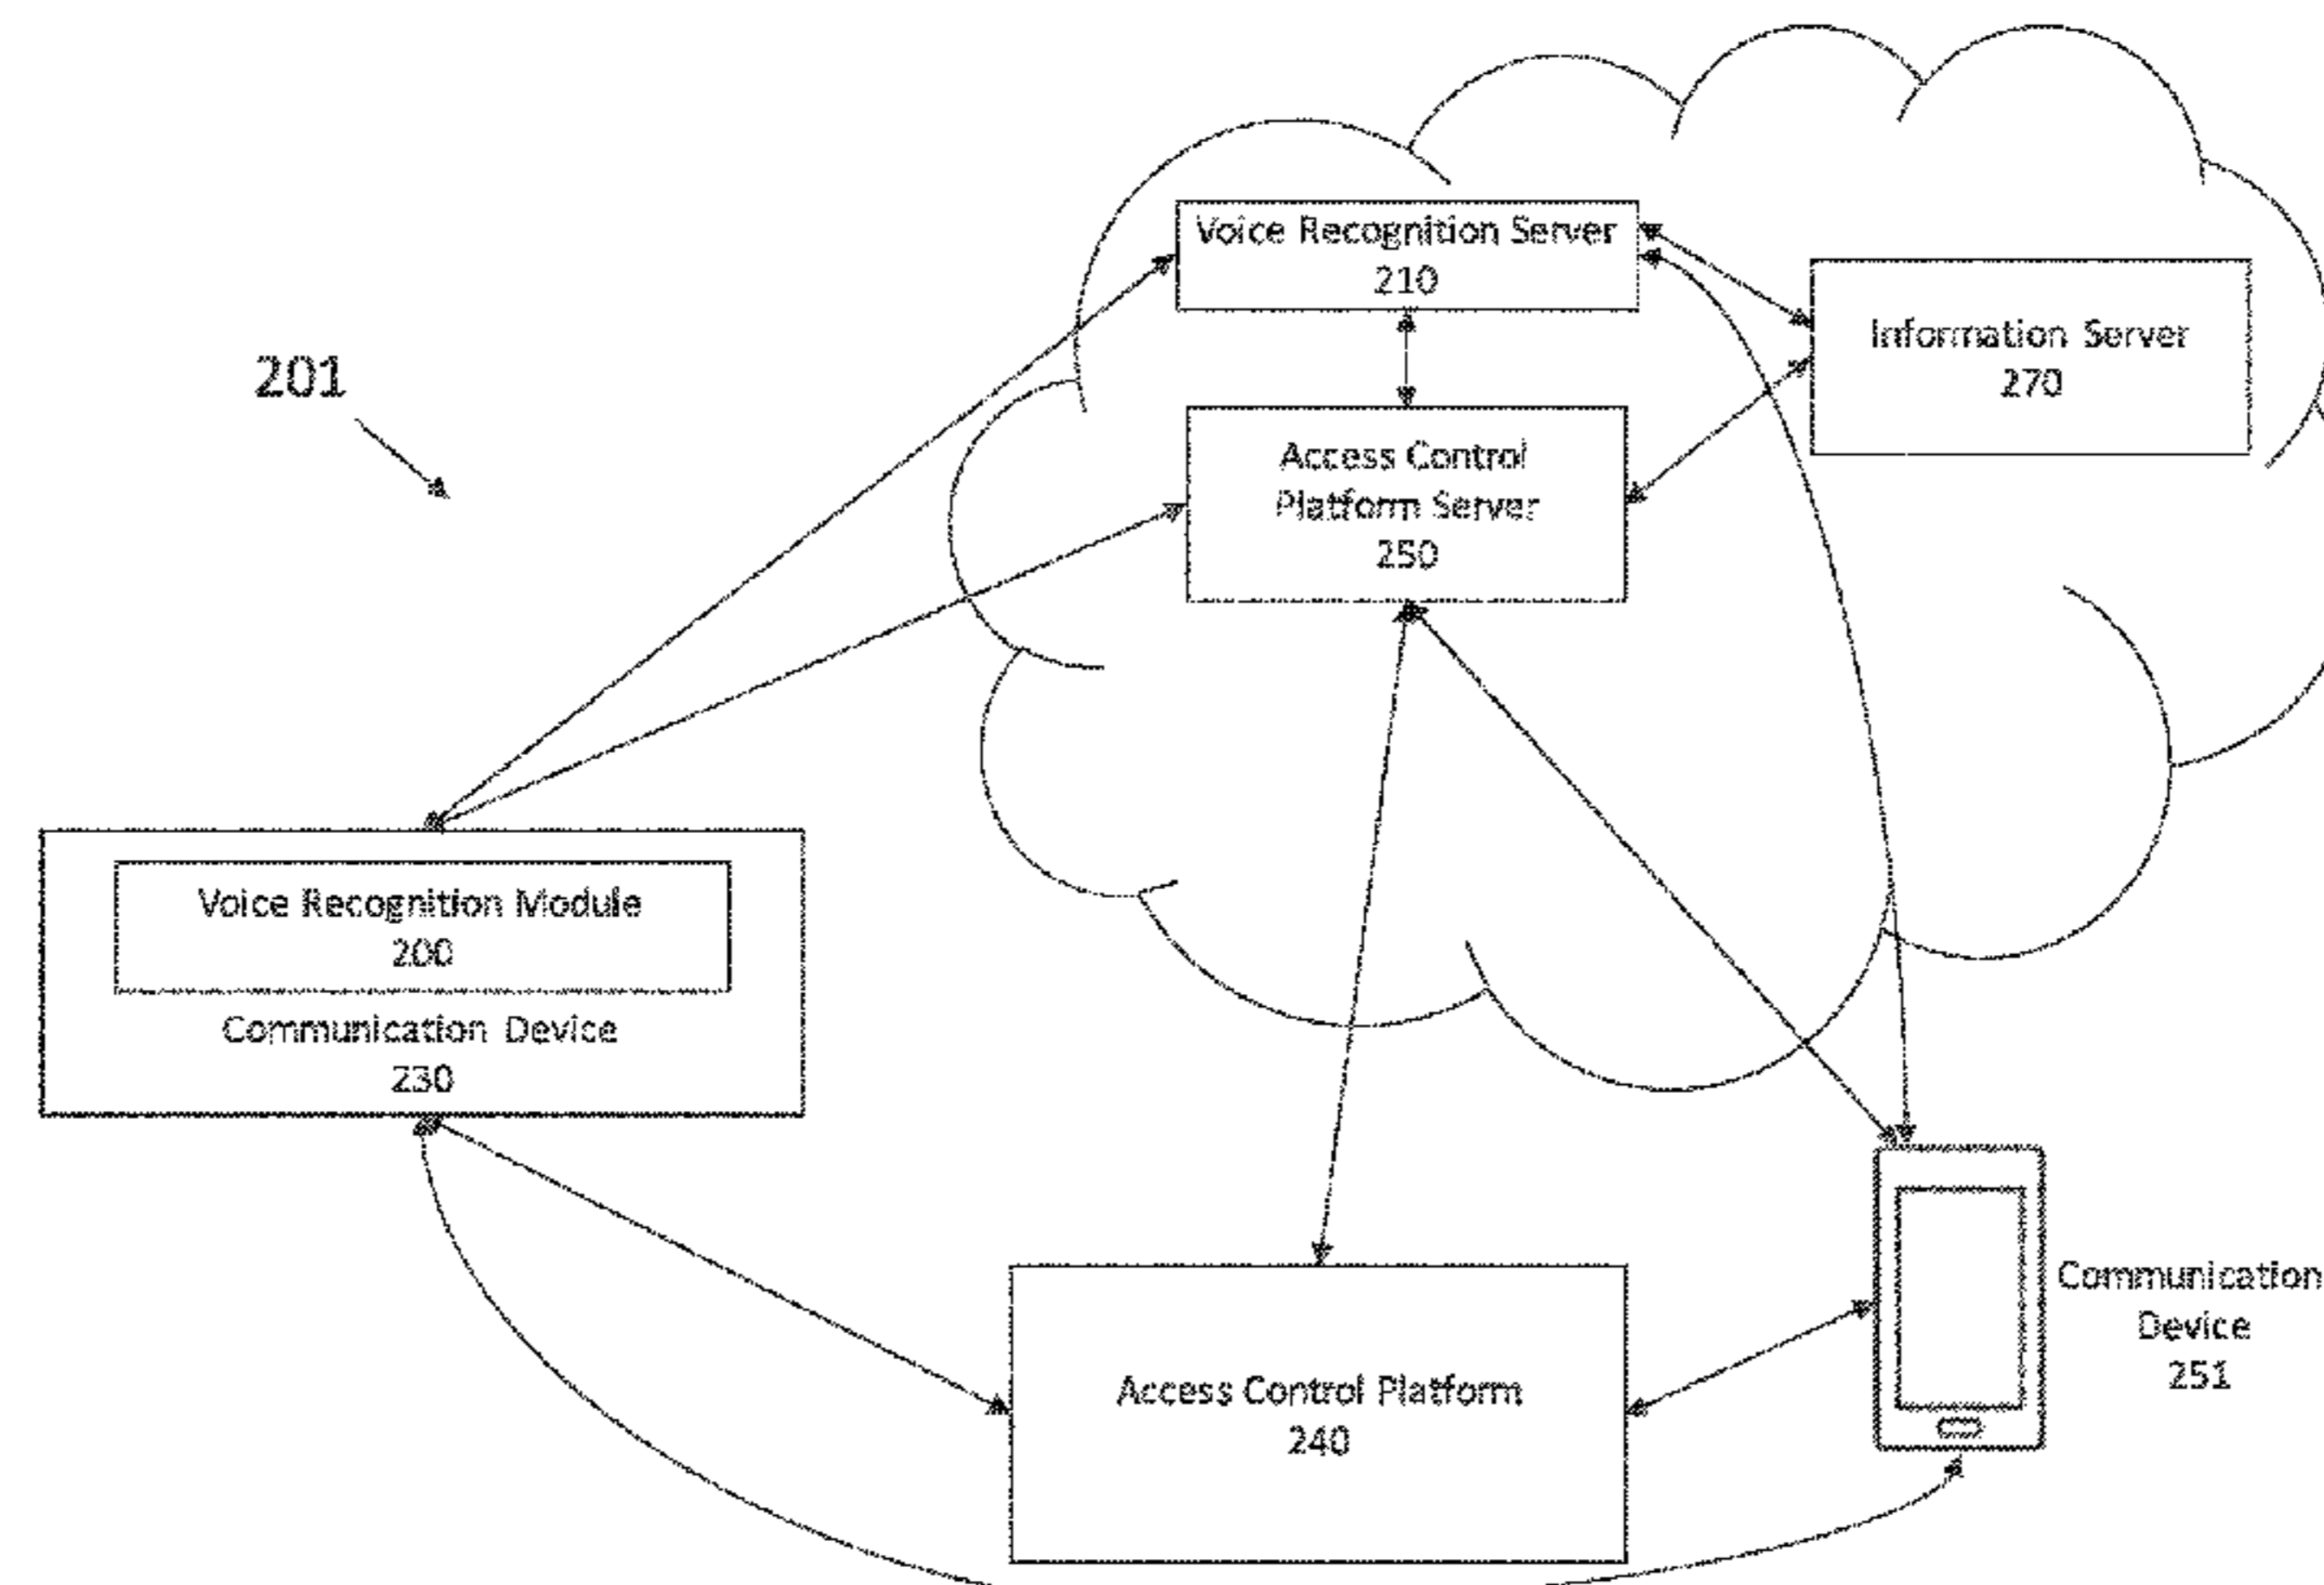 Voice Recognition Server
210
Information Server
270
201
Access Control
Platform Server
250
Voice Recognition Module
200
Communication Device
230
Communication
Device
251
Access Control Platform
240